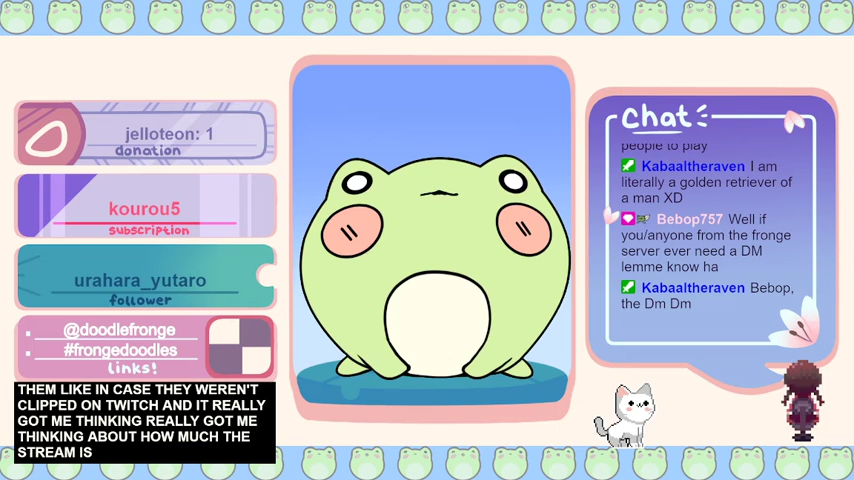 jelloteon: 1
donation
kourou5
subscription
urahara_yutaro
follower
@doodlefronge
#frongedoodles
links!
THEM LIKE IN CASE THEY WEREN'T
CLIPPED ON TWITCH AND IT REALLY
GOT ME THINKING REALLY GOT ME
THINKING ABOUT HOW MUCH THE
STREAM IS
Chat
people to play
Kabaaltheraven I am
literally a golden retriever of
a man XD
Bebop757 Well if
you/anyone from the fronge
server ever need a DM
lemme know ha
Kabaaltheraven Bebop,
the Dm Dm